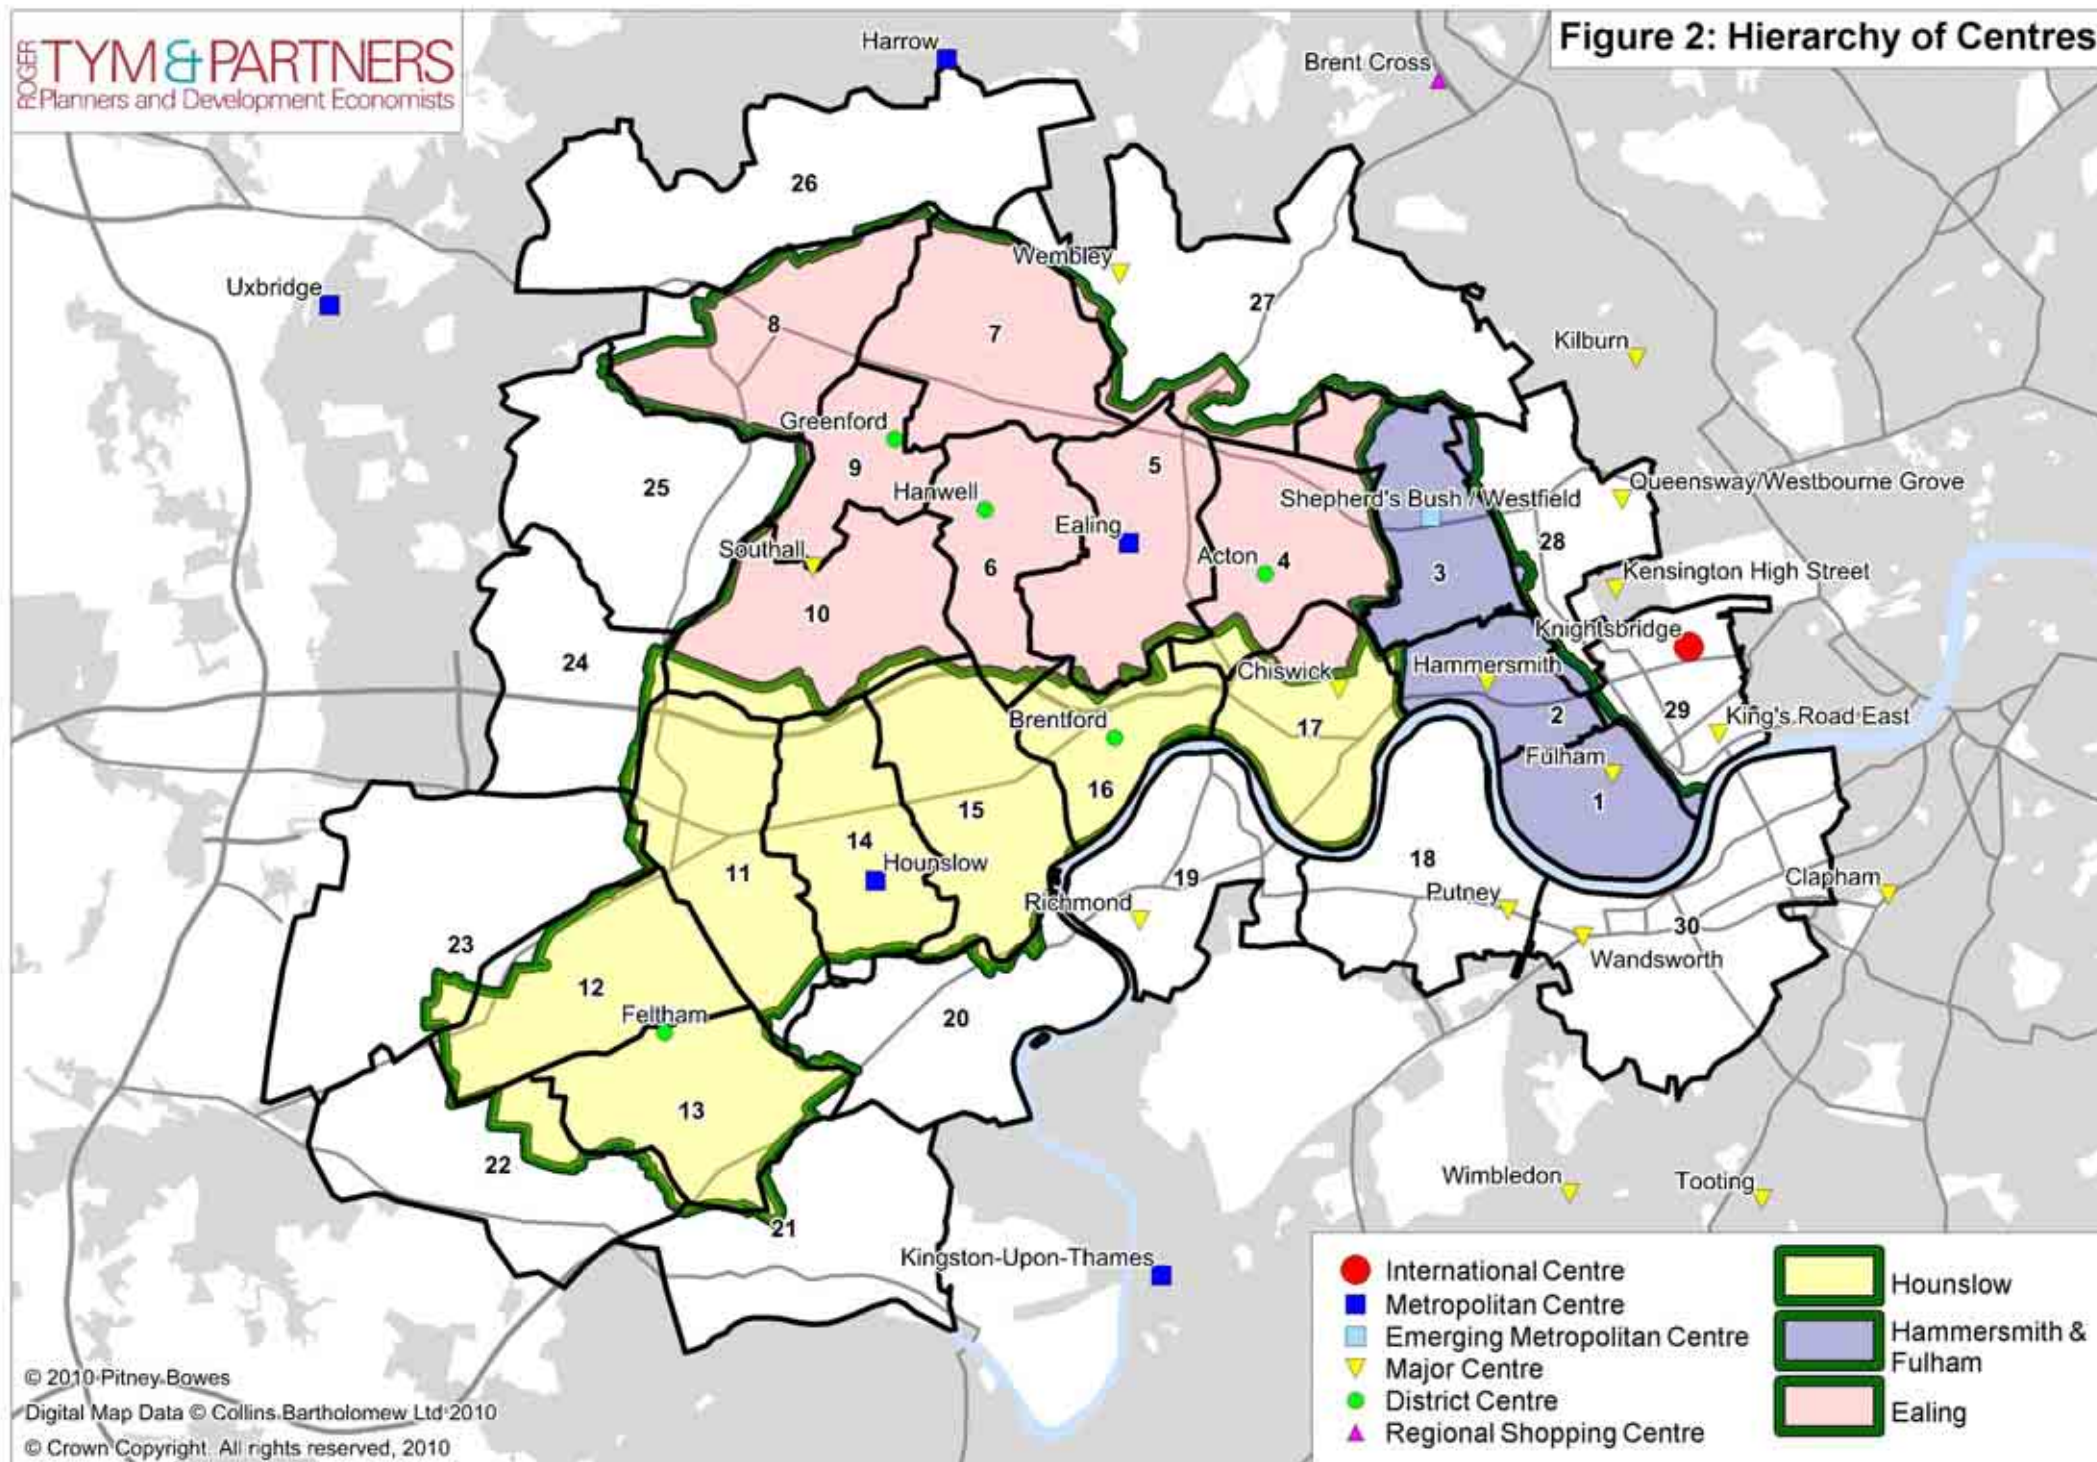 Figure 2: Hierarchy of Centres
ROGER
TYM & PARTNERS
Planners and Development Economists
Harrow
Brent Cross
26
Wembley
Uxbridge
27
8
7
Kilburn
Greenford
9
5
25
Hanwell
Queensway/Westbourne Grove
Shepherd's Bush / Westfield
Ealing
28
Southall
Acton
4
6
3
Kensington High Street
10
Knightsbridge
24
Chiswick
Hammersmith
29
2
King's Road East
Brentford
17
Fulham
16
1
15
14
Hounslow
11
18
19
Clapham
Richmond
Putney
30
23
Wandsworth
12
Feltham
20
13
22
Wimbledon
Tooting
21
Kingston-Upon-Thames
International Centre
Metropolitan Centre
Emerging Metropolitan Centre
Major Centre
District Centre
Regional Shopping Centre
Hounslow
Hammersmith &
Fulham
Ealing
© 2010 Pitney Bowes
Digital Map Data © Collins Bartholomew Ltd 2010
© Crown Copyright. All rights reserved, 2010